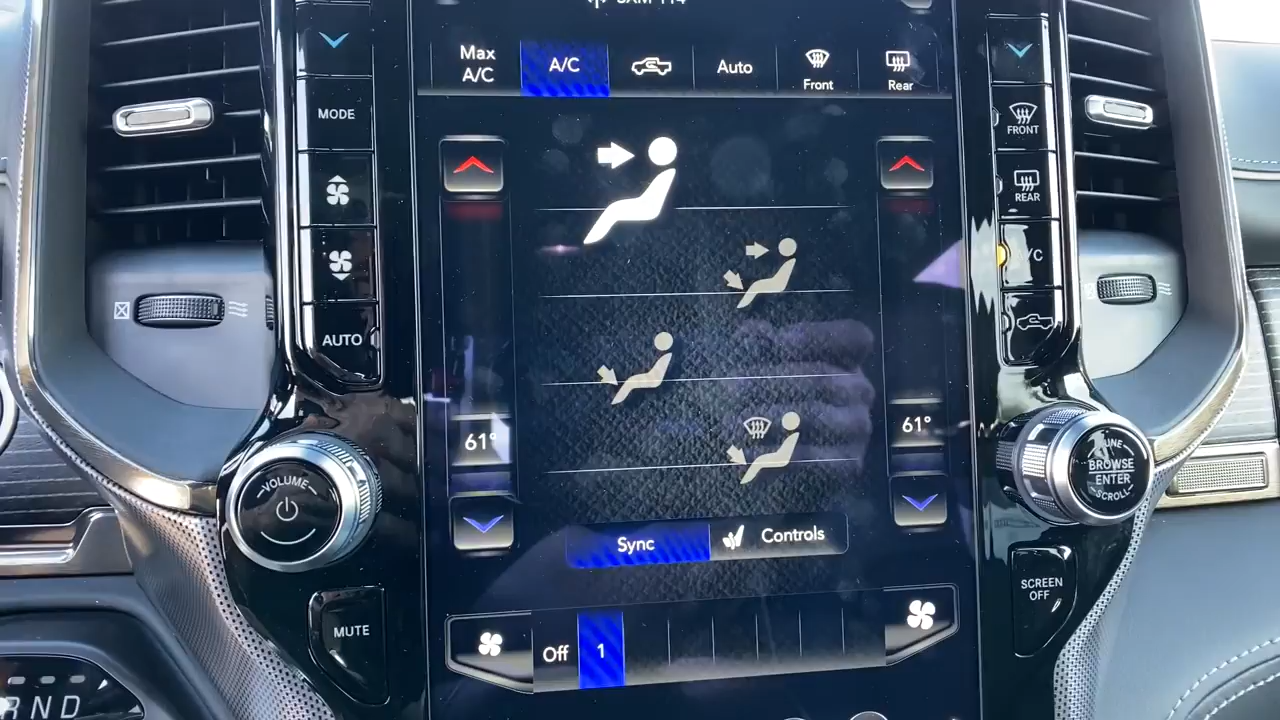 Max
A/C
A/C
Auto
Front
Rear
MODE
FRONT
REAR
/C
AUTO
61°
61°
VOLUME
BROWSE
ENTER
SCROLL
Sync
Controls
SCREEN
OFF
MUTE
Off
1
RND